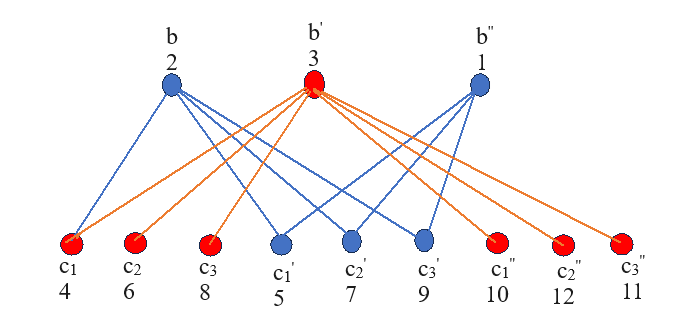 b b' b"
2 3 1
c₁ c₂ c₃ c₁' c₂' c₃' c₁" c₂" c₃"
4 6 8 5 7 9 10 12 11